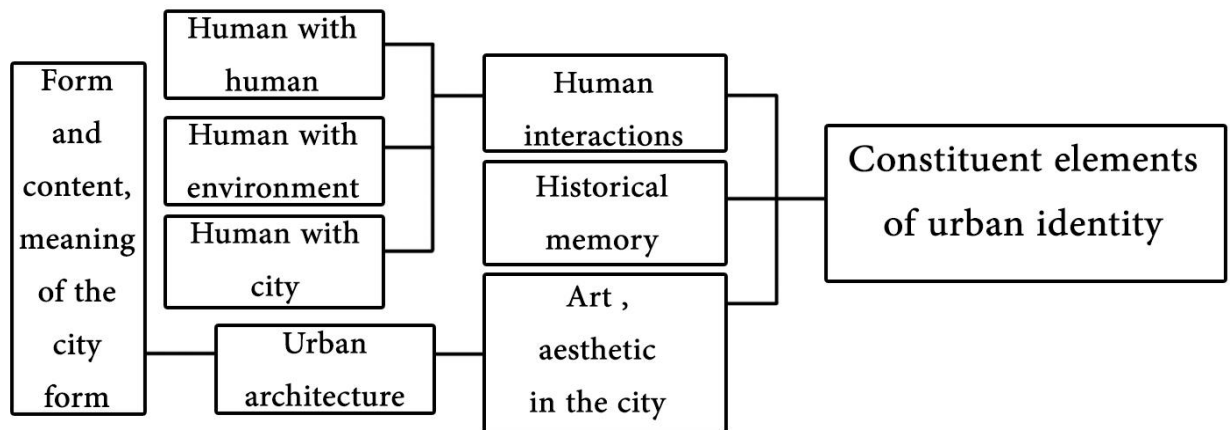 Form
and
content,
meaning
of the
city
form
Human with
human
Human with
environment
Human with
city
Urban
architecture
Human
interactions
Historical
memory
Art ,
aesthetic
in the city
Constituent elements
of urban identity